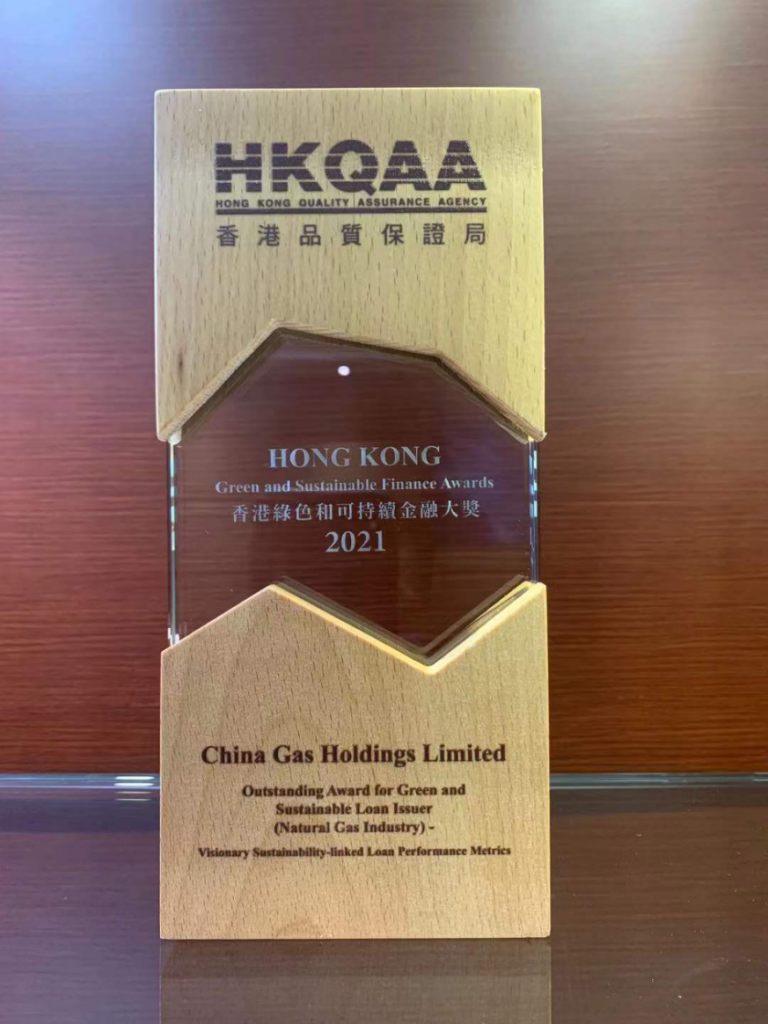 HKQAA
HONG KONG QUALITY ASSURANCE AGENCY
香港品質保證局
HONG KONG
Green and Sustainable Finance Awards
香港綠色和可持續金融大獎
2021
China Gas Holdings Limited
Outstanding Award for Green and
Sustainable Loan Issuer
(Natural Gas Industry) -
Visionary Sustainability-linked Loan Performance Metrics